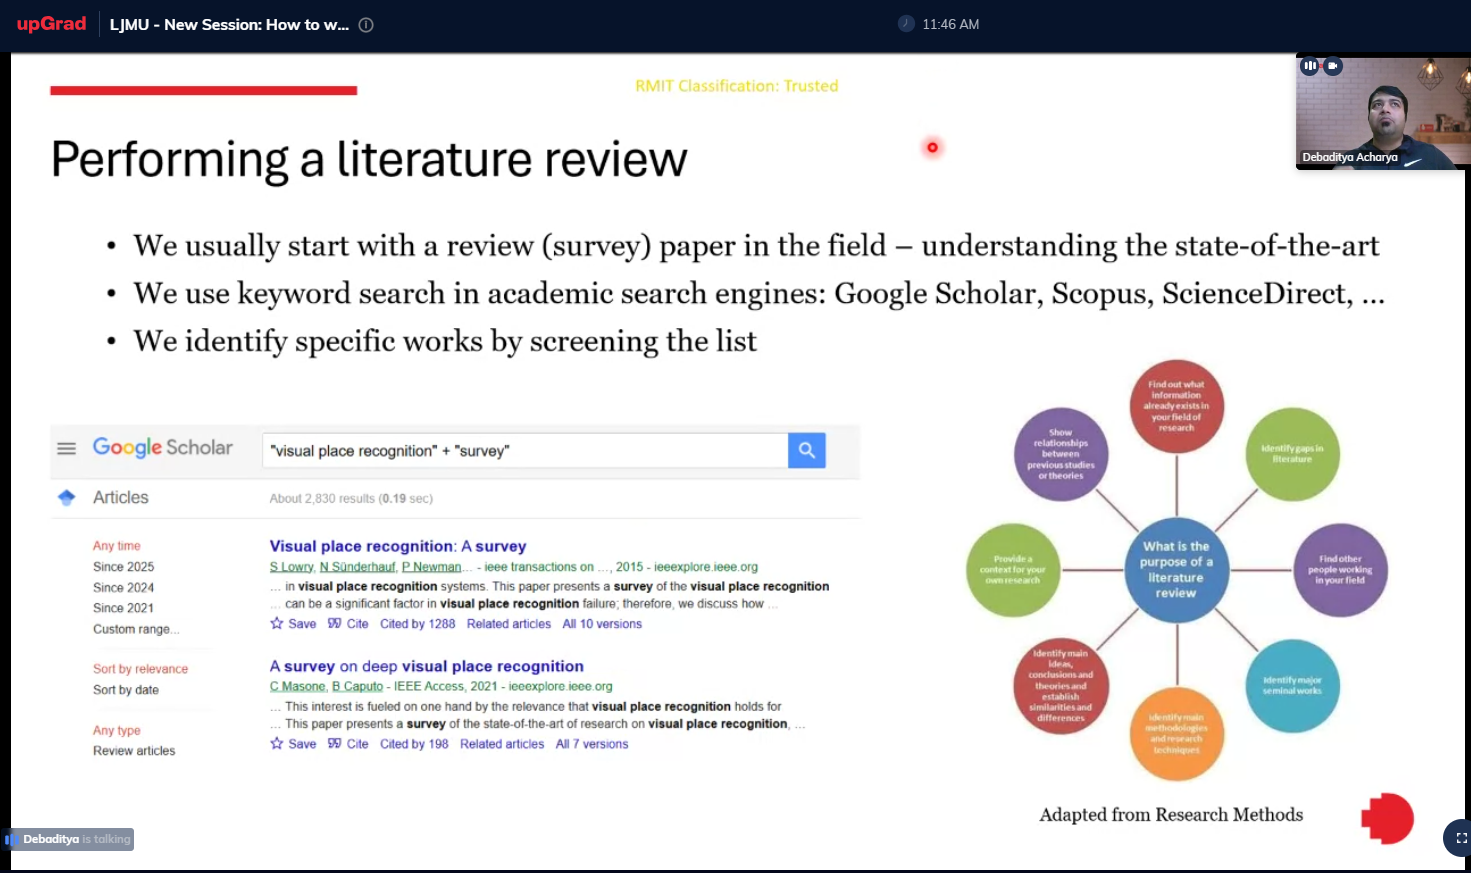 upGrad
LJMU - New Session: How to w...
11:46 AM
RMIT Classification: Trusted
Debaditya Acharya
Performing a literature review
• We usually start with a review (survey) paper in the field – understanding the state-of-the-art
• We use keyword search in academic search engines: Google Scholar, Scopus, ScienceDirect, ...
• We identify specific works by screening the list
Google Scholar
"visual place recognition" + "survey"
Articles
About 2,830 results (0.19 sec)
Any time
Since 2025
Since 2024
Since 2021
Custom range...
Sort by relevance
Sort by date
Any type
Review articles
Visual place recognition: A survey
S Lowry, N Sünderhauf, P Newman... - ieee transactions on ..., 2015 - ieeexplore.ieee.org
... in visual place recognition systems. This paper presents a survey of the visual place recognition
... can be a significant factor in visual place recognition failure; therefore, we discuss how ...
Save Cite Cited by 1288 Related articles All 10 versions
A survey on deep visual place recognition
C Masone, B Caputo - IEEE Access, 2021 - ieeexplore.ieee.org
... This interest is fueled on one hand by the relevance that visual place recognition holds for
... This paper presents a survey of the state-of-the-art of research on visual place recognition, ...
Save Cite Cited by 198 Related articles All 7 versions
Find out what
information
already exists in
your field of
research
Identify gaps in
literature
Find other
people working
in your field
Identify major
seminal works
Identify main
methodologies
and research
techniques
Identify main
ideas,
conclusions and
theories and
establish
similarities and
differences
Provide a
context for your
own research
Show
relationships
between
previous studies
or theories
What is the
purpose of a
literature
review
Adapted from Research Methods
Debaditya is talking